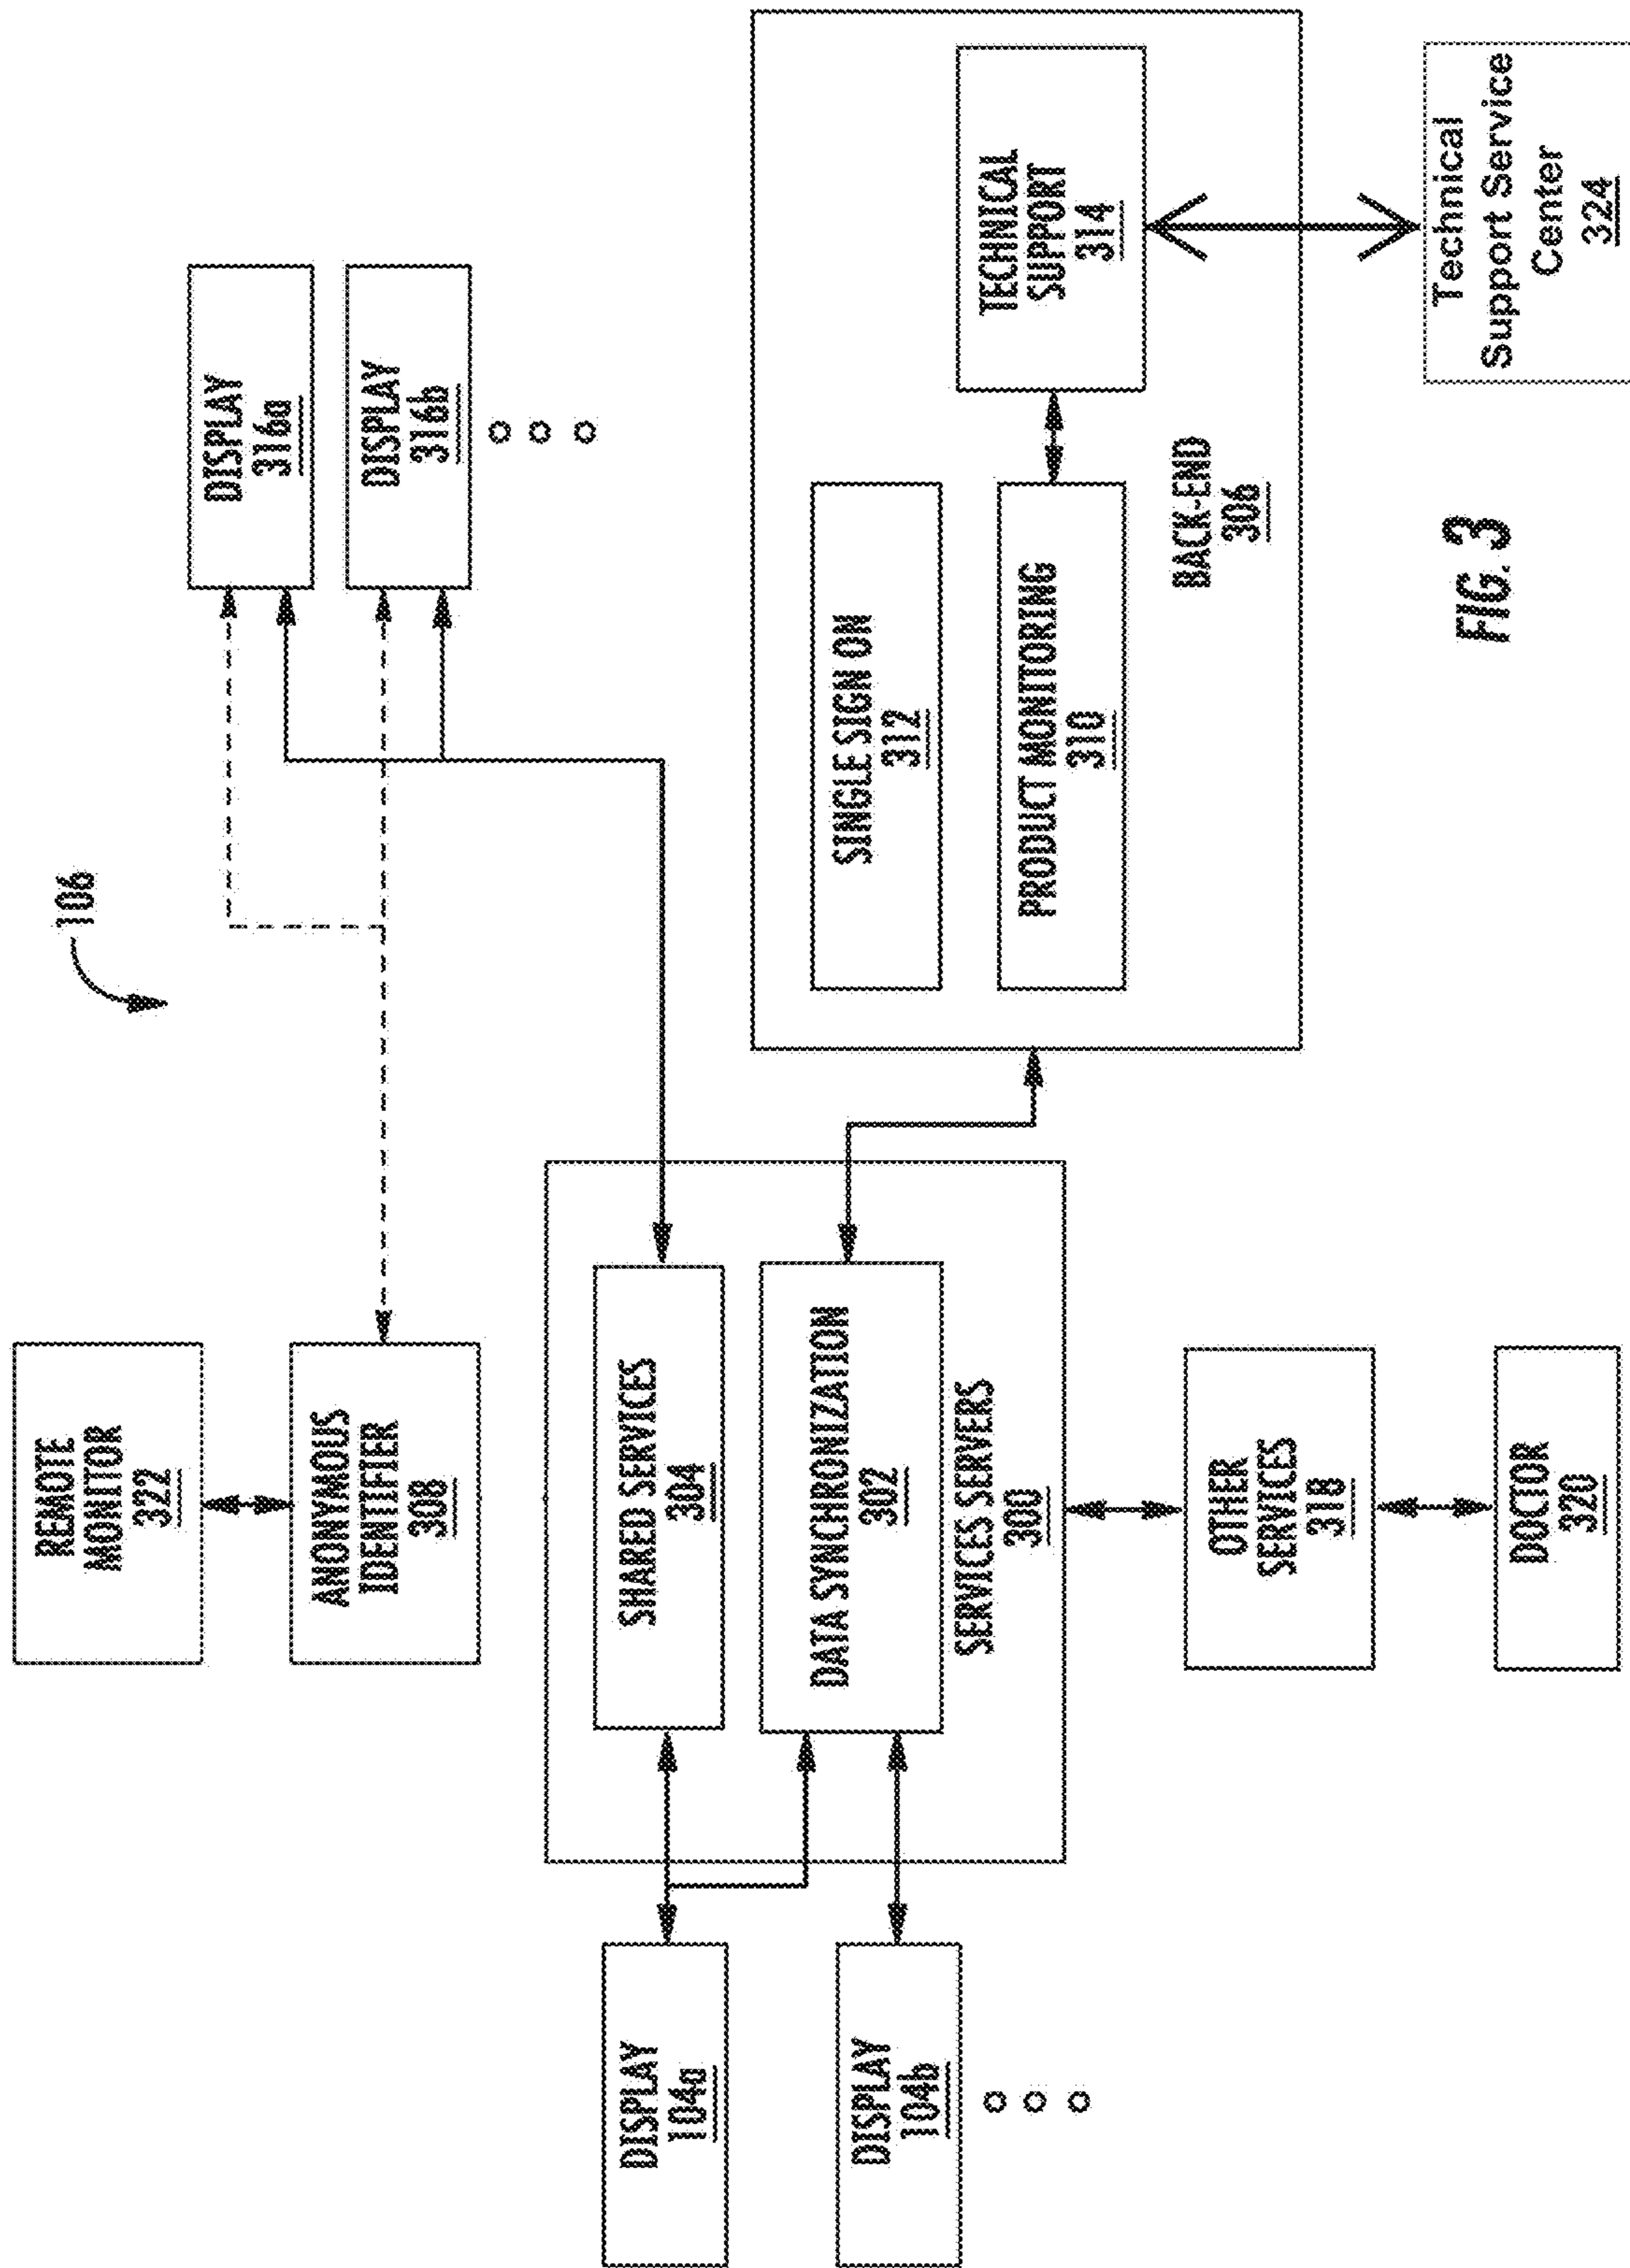 106
REMOTE
MONITOR
322
ANONYMOUS
IDENTIFIER
308
DISPLAY
316a
DISPLAY
316b
DISPLAY
104a
DISPLAY
104b
SHARED SERVICES
304
DATA SYNCHRONIZATION
302
SERVICES SERVERS
300
SINGLE SIGN ON
312
PRODUCT MONITORING
310
TECHNICAL
SUPPORT
314
BACK-END
306
OTHER
SERVICES
318
DOCTOR
320
Technical
Support Service
Center
324
FIG. 3